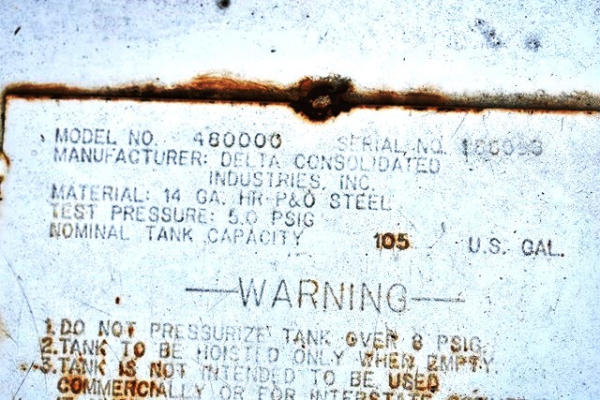 MODEL NO. 480000 SERIAL NO.
MANUFACTURER: DELTA CONSOLIDATED
INDUSTRIES, INC.
MATERIAL: 14 GA. HR-P&O STEEL
TEST PRESSURE: 5.0 PSIG
NOMINAL TANK CAPACITY 105 U.S. GAL.
WARNING
1. DO NOT PRESSURIZE TANK OVER 8 PSIG
2. TANK TO BE HOISTED ONLY WHEN EMPTY.
3. TANK IS NOT INTENDED TO BE USED
COMMERCIALLY OR FOR INTERSTATE